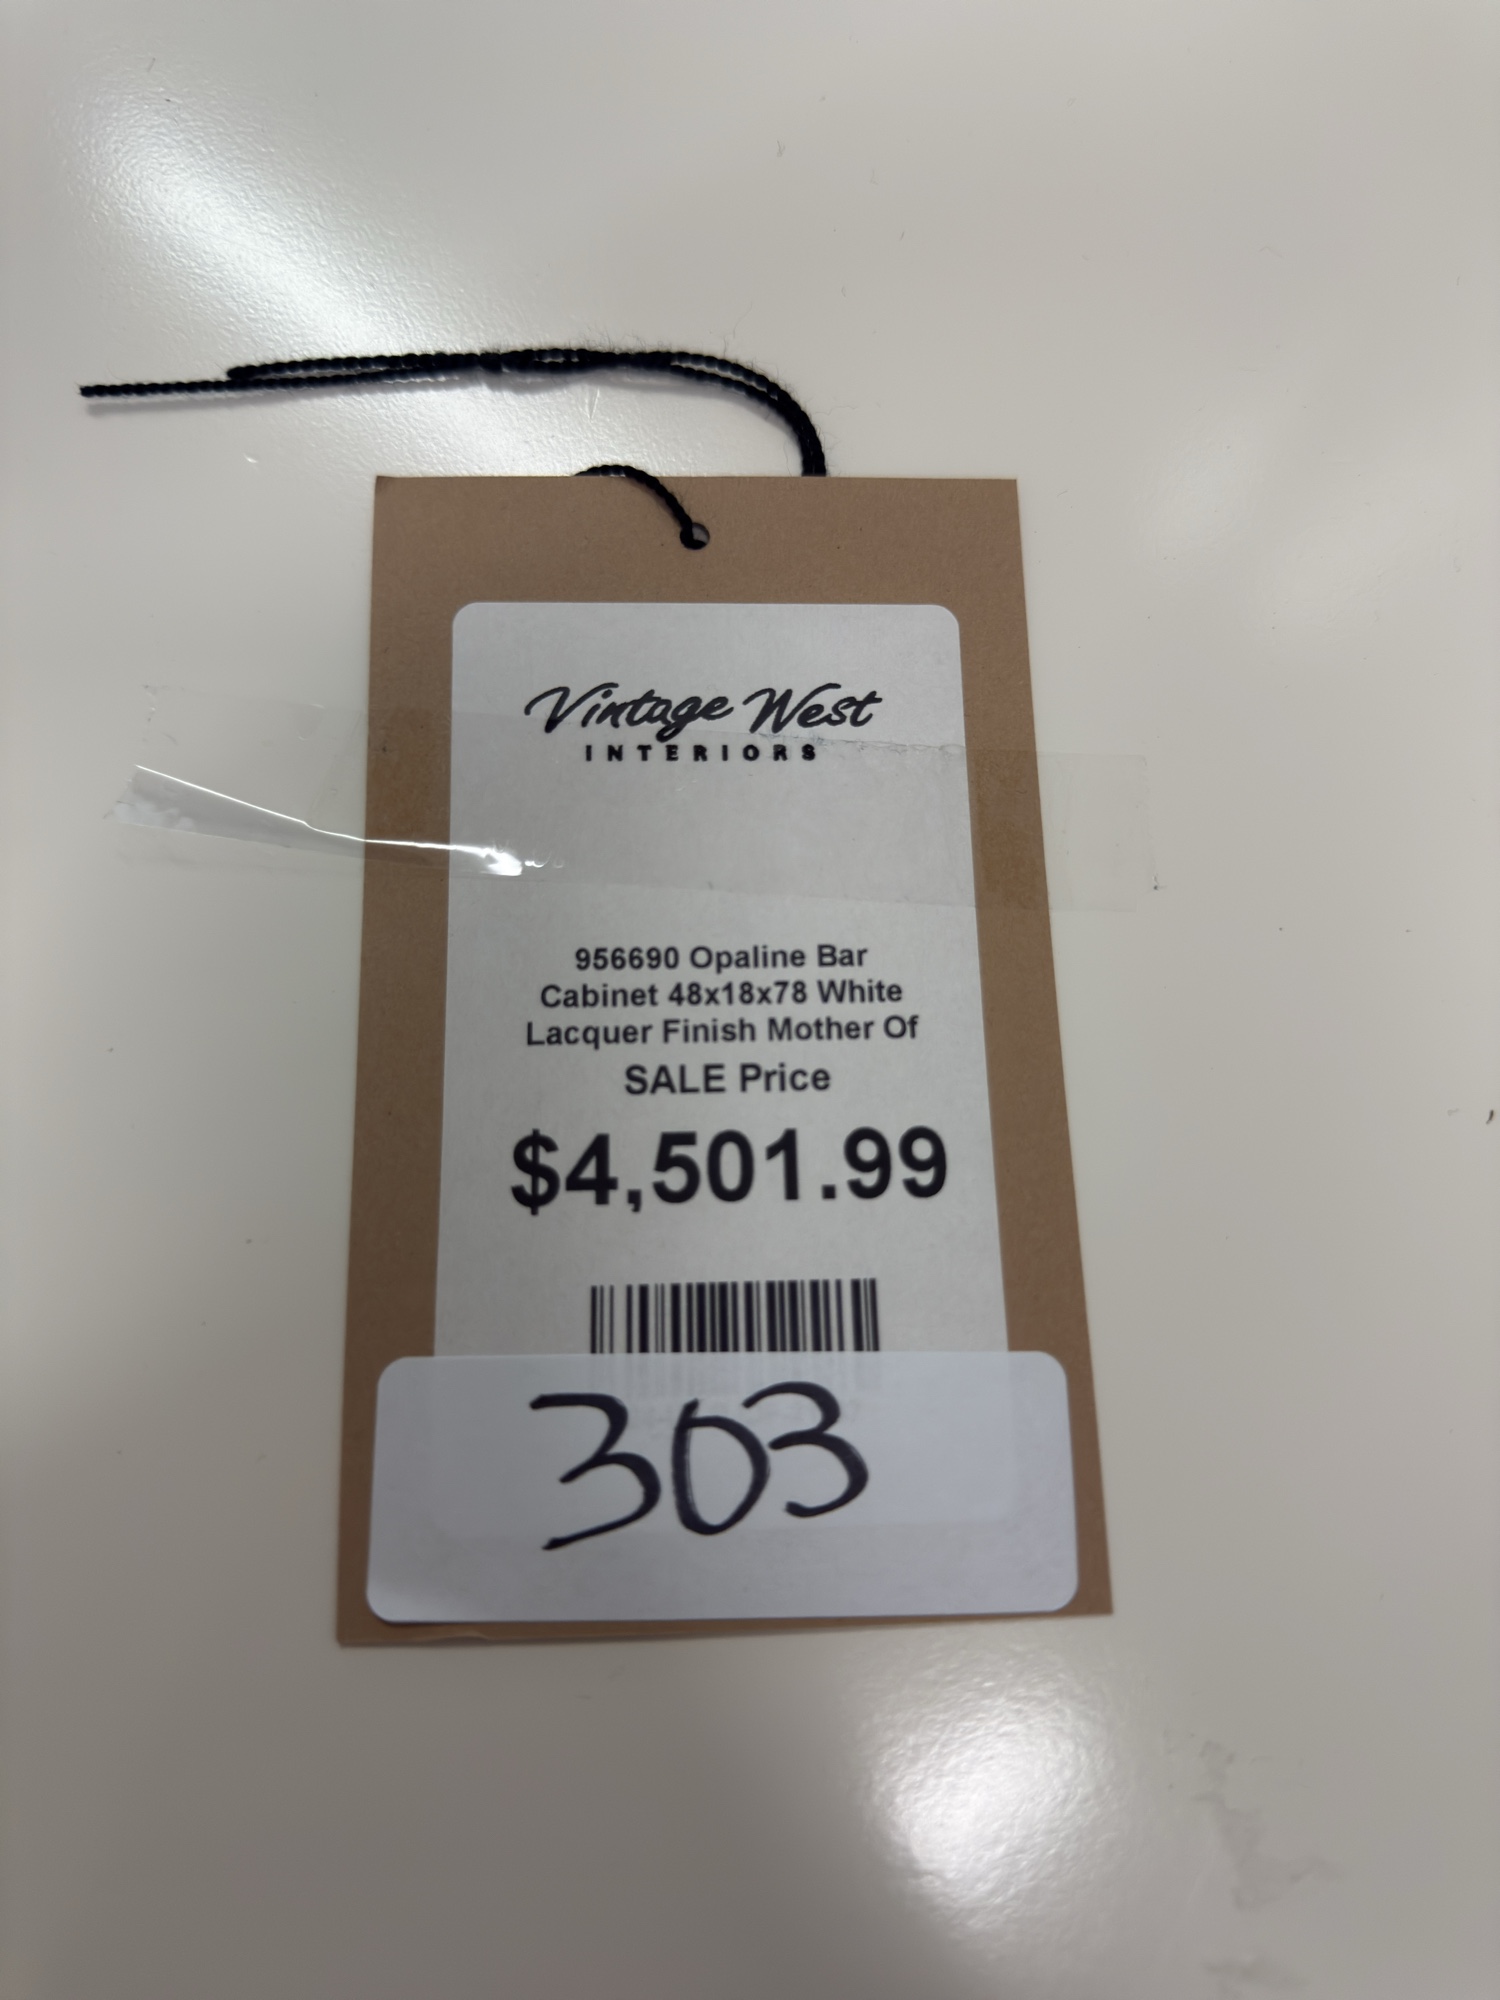 Vintage West
INTERIORS
956690 Opaline Bar
Cabinet 48x18x78 White
Lacquer Finish Mother Of
SALE Price
$4,501.99
303